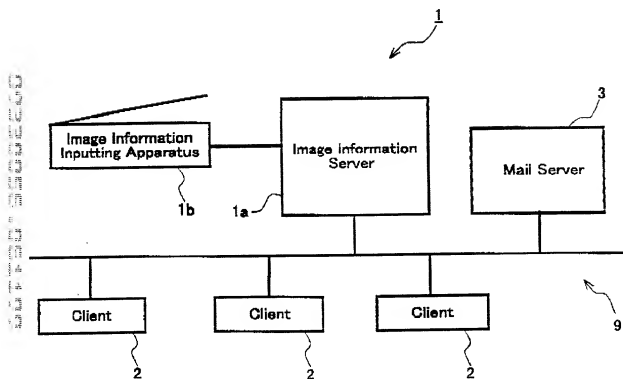 1
3
Image Information
Inputting Apparatus
Image information
Server
Mail Server
1b
1a
Client
Client
Client
2
2
2
9